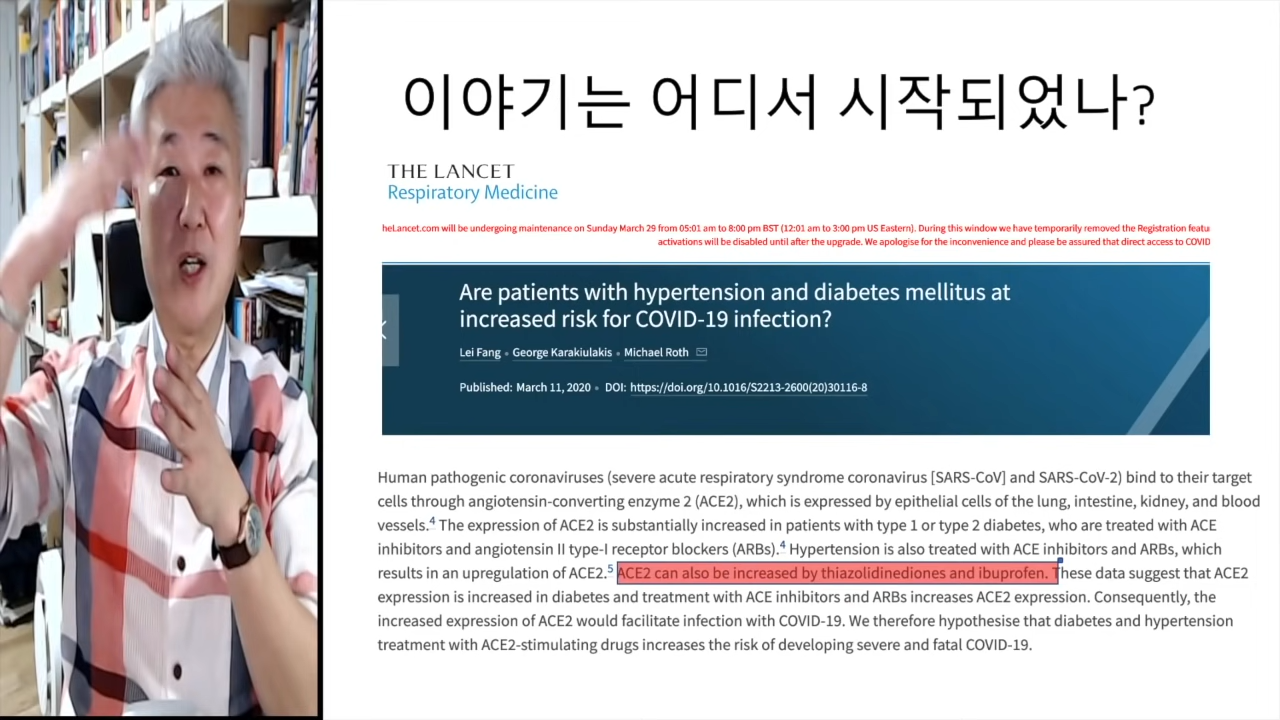 이야기는 어디서 시작되었나?
THE LANCET
Respiratory Medicine
heLancet.com will be undergoing maintenance on Sunday March 29 from 05:01 am to 8:00 pm BST (12:01 am to 3:00 pm US Eastern). During this window we have temporarily removed the Registration featu
activations will be disabled until after the upgrade. We apologise for the inconvenience and please be assured that direct access to COVID
Are patients with hypertension and diabetes mellitus at
increased risk for COVID-19 infection?
Lei Fang • George Karakiulakis • Michael Roth
Published: March 11, 2020 • DOI: https://doi.org/10.1016/S2213-2600(20)30116-8
Human pathogenic coronaviruses (severe acute respiratory syndrome coronavirus [SARS-CoV] and SARS-CoV-2) bind to their target
cells through angiotensin-converting enzyme 2 (ACE2), which is expressed by epithelial cells of the lung, intestine, kidney, and blood
vessels.4 The expression of ACE2 is substantially increased in patients with type 1 or type 2 diabetes, who are treated with ACE
inhibitors and angiotensin II type-I receptor blockers (ARBs).4 Hypertension is also treated with ACE inhibitors and ARBs, which
results in an upregulation of ACE2.5 ACE2 can also be increased by thiazolidinediones and ibuprofen. These data suggest that ACE2
expression is increased in diabetes and treatment with ACE inhibitors and ARBs increases ACE2 expression. Consequently, the
increased expression of ACE2 would facilitate infection with COVID-19. We therefore hypothesise that diabetes and hypertension
treatment with ACE2-stimulating drugs increases the risk of developing severe and fatal COVID-19.